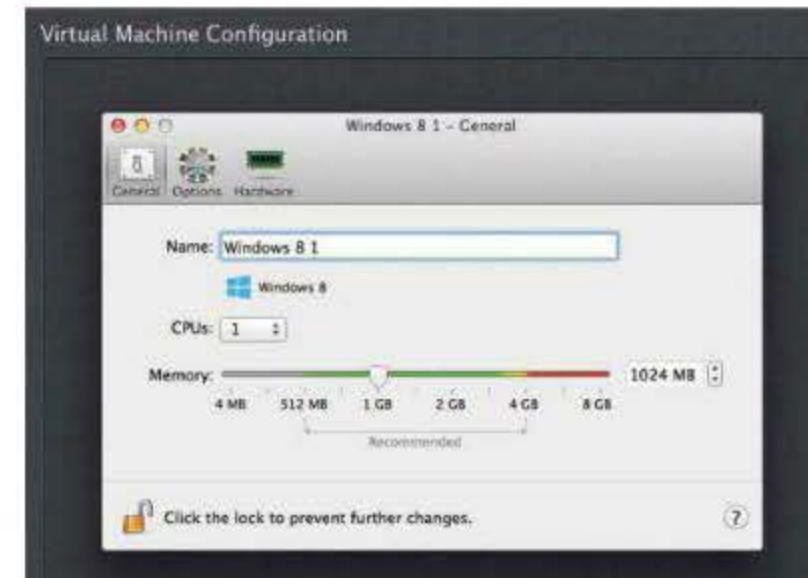 Virtual Machine Configuration
Windows 8 1 - General
General Options Hardware
Name: Windows 8 1
Windows 8
CPUs: 1
Memory: 1024 MB
4 MB 512 MB 1 GB 2 GB 4 GB 8 GB
Recommended
Click the lock to prevent further changes. ?